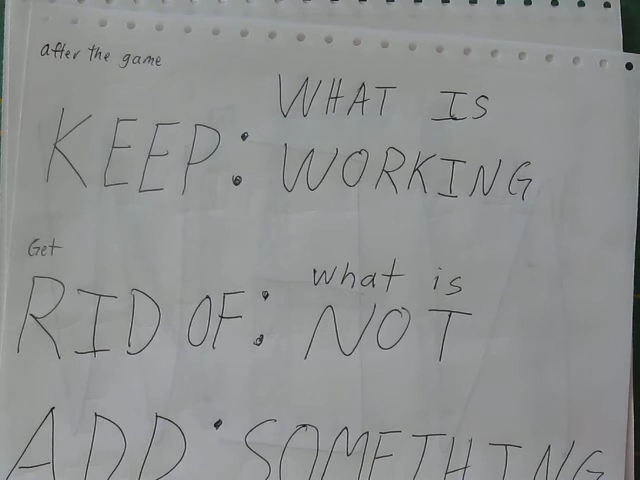 after the game
WHAT IS
KEEP: WORKING
Get
what is
RID OF: NOT
ADD: SOMETHING